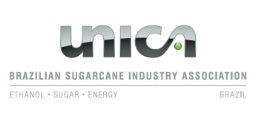 unica
BRAZILIAN SUGARCANE INDUSTRY ASSOCIATION
ETHANOL • SUGAR • ENERGY BRAZIL